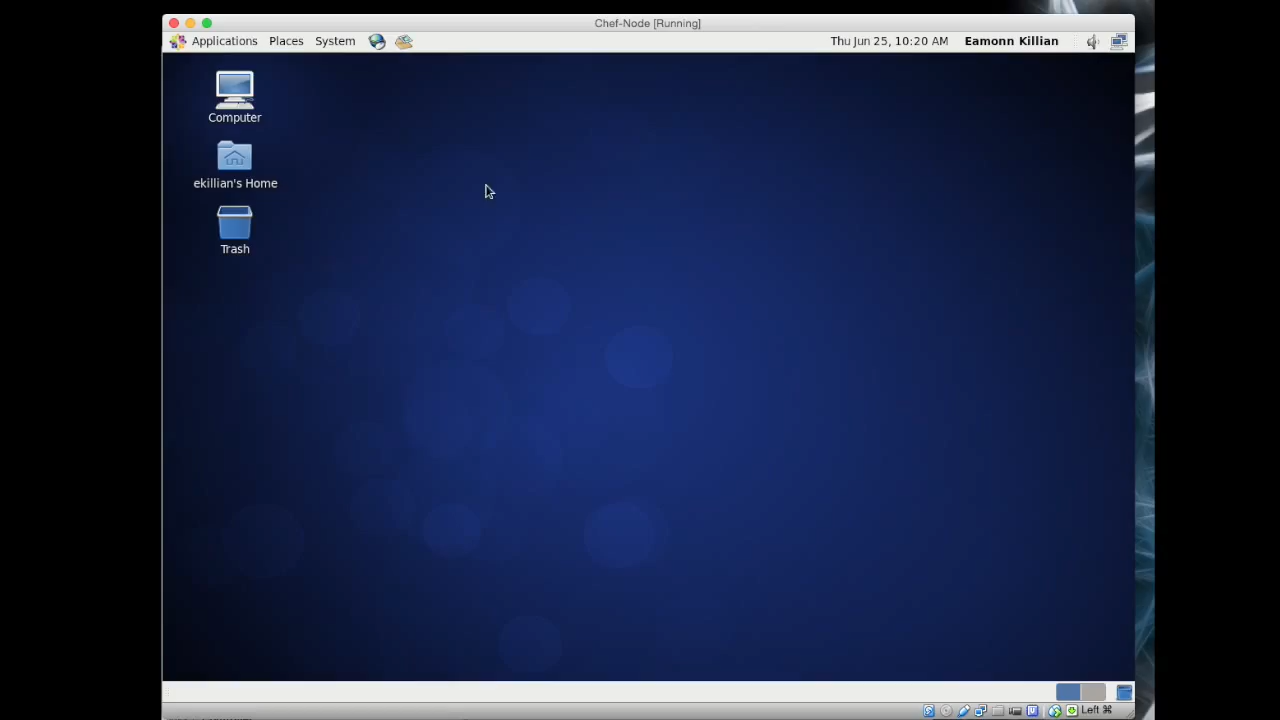 Chef-Node [Running]
Applications Places System Thu Jun 25, 10:20 AM Eamonn Killian
Computer
ekillian's Home
Trash
Left ⌘